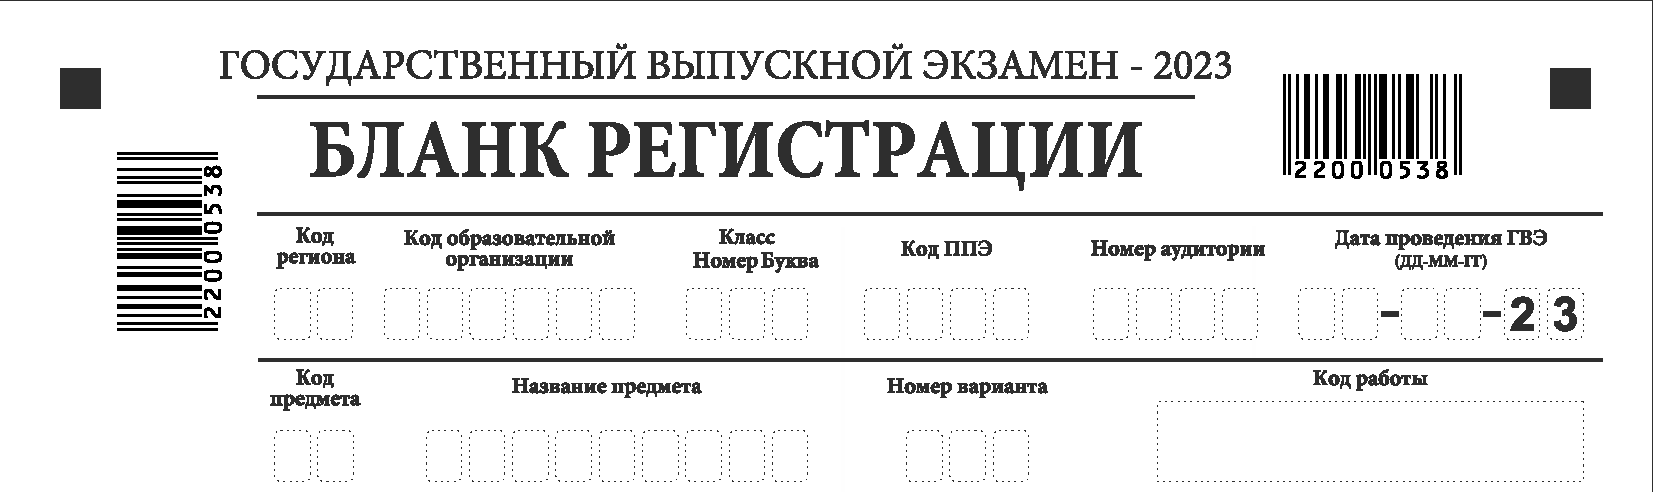 ГОСУДАРСТВЕННЫЙ ВЫПУСКНОЙ ЭКЗАМЕН - 2023
БЛАНК РЕГИСТРАЦИИ
2200 0538
2200 0538
Код региона
Код образовательной организации
Класс
Номер Буква
Код ППЭ
Номер аудитории
Дата проведения ГВЭ
(ДД-ММ-ГГ)
- - 23
Код предмета
Название предмета
Номер варианта
Код работы